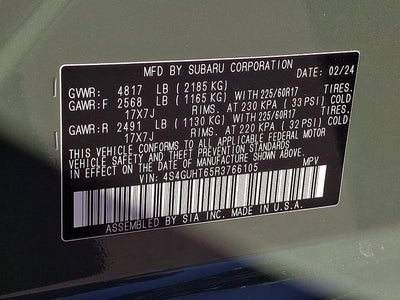 MFD BY SUBARU CORPORATION DATE: 02/24
GVWR: 4817 LB (2185 KG) TIRES.
GAWR:F 2568 LB (1165 KG) WITH 225/60R17
17X7J RIMS. AT 230 KPA (33 PSI) COLD
TIRES.
GAWR:R 2491 LB (1130 KG) WITH 225/60R17
17X7J RIMS. AT 220 KPA (32 PSI) COLD
THIS VEHICLE CONFORMS TO ALL APPLICABLE FEDERAL MOTOR
VEHICLE SAFETY AND THEFT PREVENTION STANDARDS
IN EFFECT ON THE DATE OF MANUFACTURE SHOWN ABOVE.
VIN: 4S4GUHT65R3766105 MPV
ASSEMBLED BY SIA INC. MADE IN U.S.A.